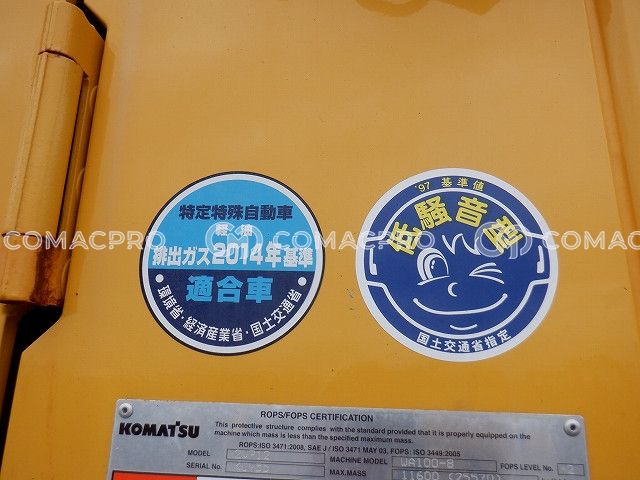 特定特殊自動車
軽油
排出ガス2014年基準
適合車
・環境省・経済産業省・国土交通省・
'97 基準値
低騒音型
国土交通省指定
COMACPRO
COMACPRO
COMACPRO
KOMATSU
ROPS/FOPS CERTIFICATION
This protective structure complies with the standard provided that it is properly equipped on the
machine which mass is less than the specified maximum mass.
ROPS:ISO 3471:2008, SAE J / ISO 3471 MAY 03, FOPS: ISO 3449:2005
MODEL
SERIAL No.
MACHINE MODEL WA100-8
FOPS LEVEL No. 2
MAX.MASS 11600